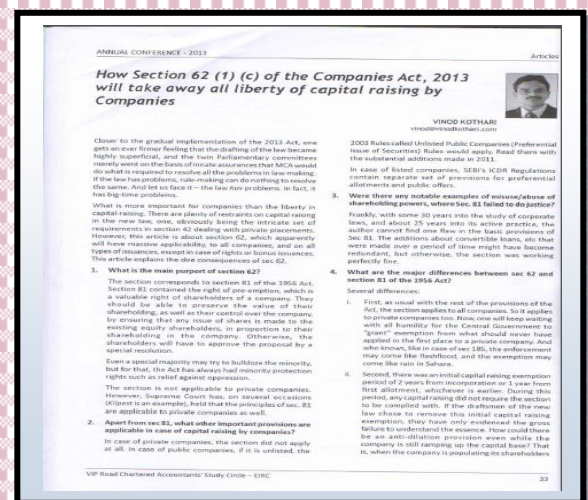 ANNUAL CONFERENCE - 2013
Articles
How Section 62 (1) (c) of the Companies Act, 2013
will take away all liberty of capital raising by
Companies
VINOD KOTHARI
vinod@vinodkothari.com
Closer to the gradual implementation of the 2013 Act, one
gets an ever firmer feeling that the drafting of the law became
highly superficial, and the twin Parliamentary committees
merely went on the basis of innate assurances that MCA would
do what is required to resolve all the problems in law-making.
If the law has problems, rule-making can do nothing to resolve
the same. And let us face it – the law has problems. In fact, it
has big-time problems.
What is more important for companies than the liberty in
capital-raising. There are plenty of restraints on capital raising
in the new law, one, obviously being the intricate set of
requirements in section 42 dealing with private placements.
However, this article is about section 62, which apparently
will have massive applicability, to all companies, and on all
types of issuances, except in case of rights or bonus issuances.
This article explains the dire consequences of sec 62.
1. What is the main purport of section 62?
The section corresponds to section 81 of the 1956 Act.
Section 81 contained the right of pre-emption, which is
a valuable right of shareholders of a company. They
should be able to preserve the value of their
shareholding, as well as their control over the company,
by ensuring that any issue of shares is made to the
existing equity shareholders, in proportion to their
shareholding in the company. Otherwise, the
shareholders will have to approve the proposal by a
special resolution.
Even a special majority may try to bulldoze the minority,
but for that, the Act has always had minority protection
rights such as relief against oppression.
The section is not applicable to private companies.
However, Supreme Court has, on several occasions
is an example), held that the principles of sec. 81
are applicable to private companies as well.
2. Apart from sec 81, what other important provisions are
applicable in case of capital raising by companies?
In case of private companies, the section did not apply
at all. In case of public companies, if it is unlisted, the
2003 Rules called Unlisted Public Companies (Preferential
Issue of Securities) Rules would apply. Read them with
the substantial additions made in 2011.
In case of listed companies, SEBI's ICDR Regulations
contain separate set of provisions for preferential
allotments and public offers.
3. Were there any notable examples of misuse/abuse of
shareholding powers, where Sec. 81 failed to do justice?
Frankly, with some 30 years into the study of corporate
laws, and about 25 years into its active practice, the
author cannot find one flaw in the basic provisions of
Sec 81. The additions about convertible loans, etc that
were made over a period of time might have become
redundant, but otherwise, the section was working
perfectly fine.
4. What are the major differences between sec 62 and
section 81 of the 1956 Act?
Several differences:
i. First, as usual with the rest of the provisions of the
Act, the section applies to all companies. So it applies
to private companies too. Now, one will keep waiting
with all humility for the Central Government to
"grant" exemption from what should never have
applied in the first place to a private company. And
who knows, like in case of sec 185, the enforcement
may come like flashflood, and the exemption may
come like rain in Sahara.
ii. Second, there was an initial capital raising exemption
period of 2 years from incorporation or 1 year from
first allotment, whichever is earlier. During this
period, any capital raising did not require the section
to be complied with. If the draftsmen of the new
law chose to remove this initial capital raising
exemption, they have only evidenced the gross
failure to understand the essence. How could there
be an anti-dilution provision even while the
company is still ramping up the capital base? That
is, when the company is populating its shareholders
VIP Road Chartered Accountants' Study Circle – EIRC
33